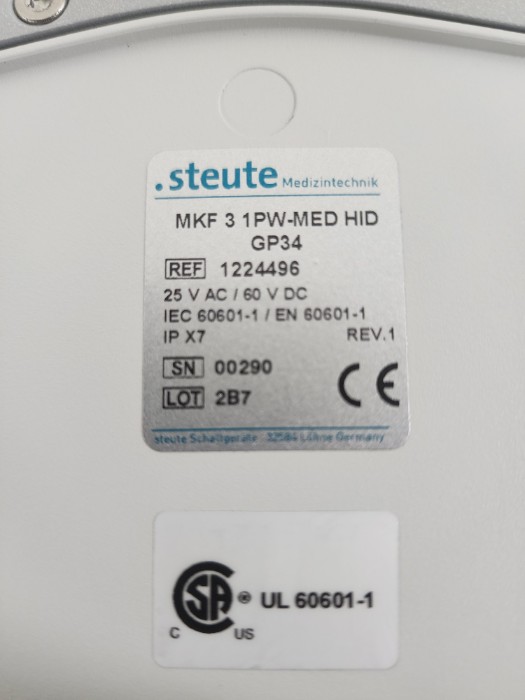 .steute Medizintechnik
MKF 3 1PW-MED HID
GP34
REF 1224496
25 V AC / 60 V DC
IEC 60601-1 / EN 60601-1
IP X7 REV.1
SN 00290
LOT 2B7
CE
steute Schaltgeräte 32584 Löhne Germany
CSA ® UL 60601-1
C US